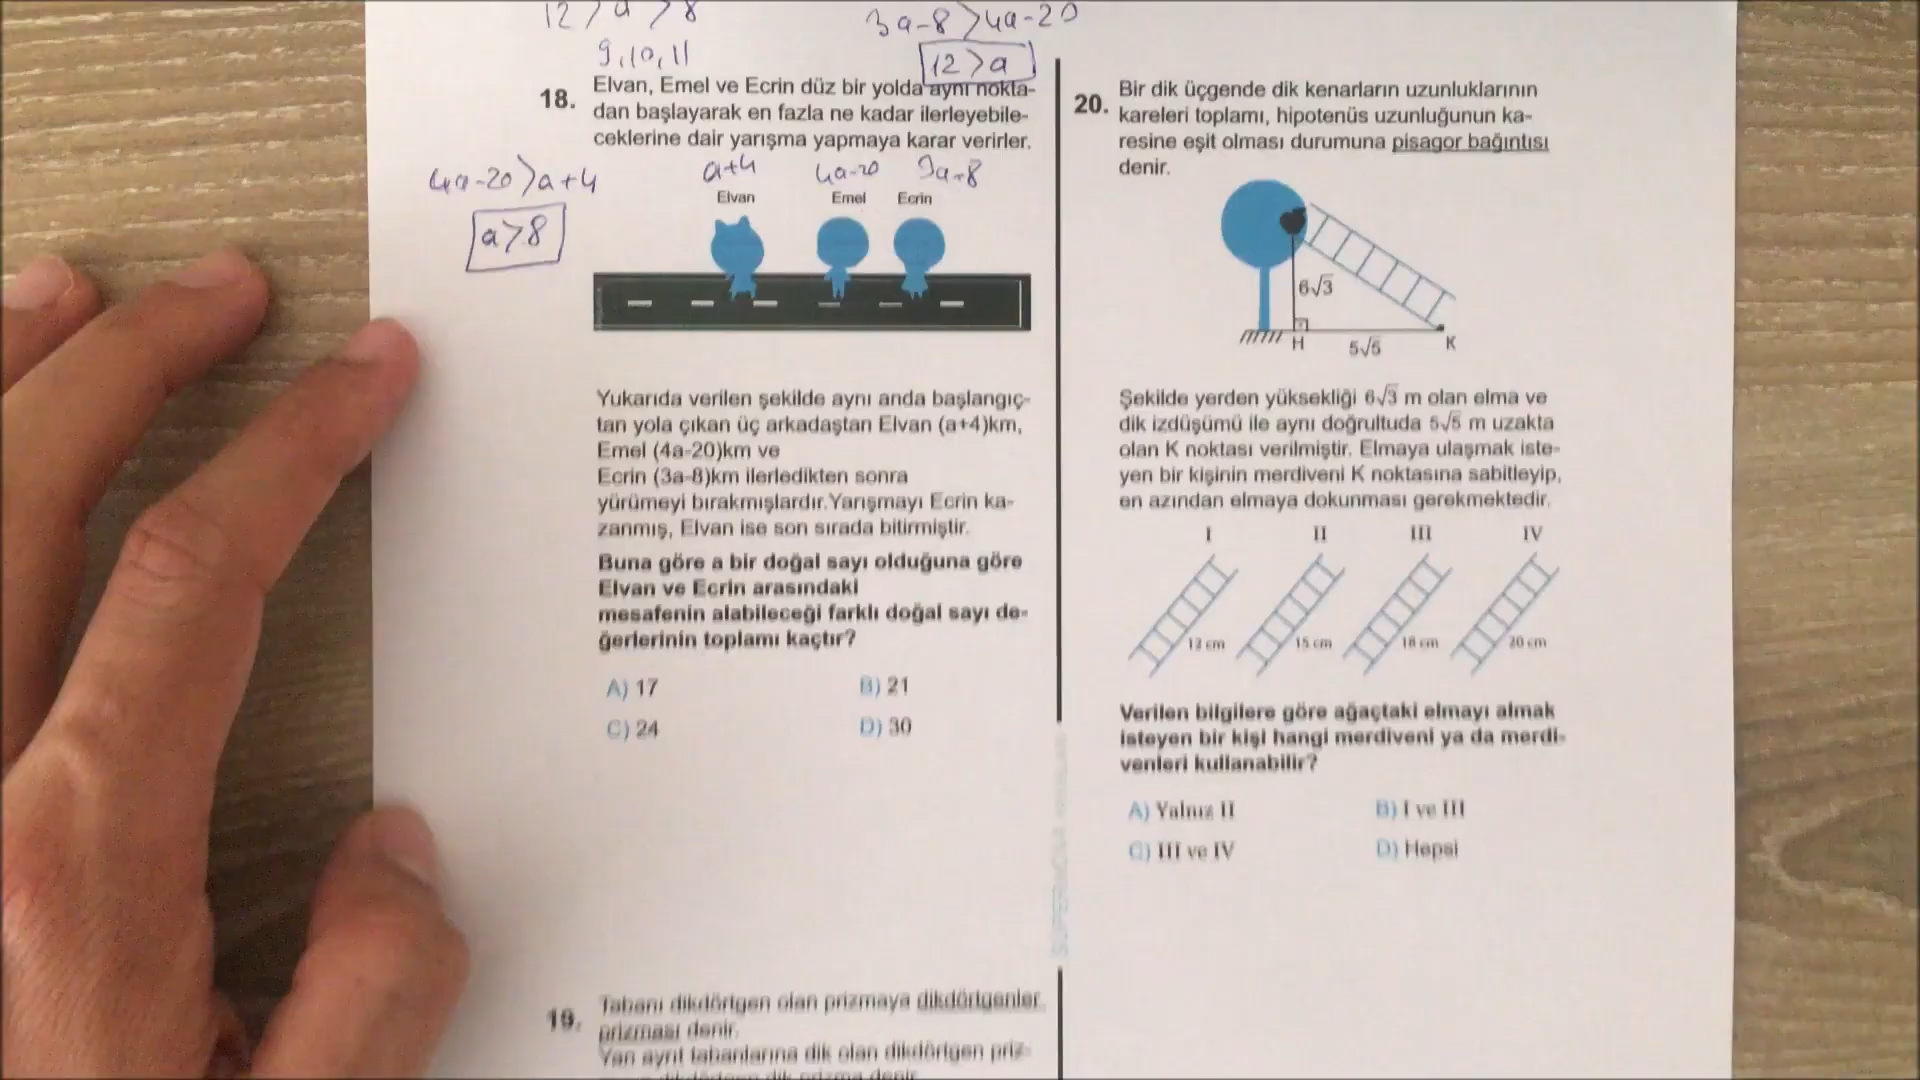 12 > a > 8
9,10,11
3a-8>4a-20
12>a
18. Elvan, Emel ve Ecrin düz bir yolda aynı nokta-
dan başlayarak en fazla ne kadar ilerleyebile-
ceklerine dair yarışma yapmaya karar verirler.
4a-20>a+4
a>8
a+4 4a-20 3a-8
Elvan Emel Ecrin
Yukarıda verilen şekilde aynı anda başlangıç-
tan yola çıkan üç arkadaştan Elvan (a+4)km,
Emel (4a-20)km ve
Ecrin (3a-8)km ilerledikten sonra
yürümeyi bırakmışlardır.Yarışmayı Ecrin ka-
zanmış, Elvan ise son sırada bitirmiştir.
Buna göre a bir doğal sayı olduğuna göre
Elvan ve Ecrin arasındaki
mesafenin alabileceği farklı doğal sayı de-
ğerlerinin toplamı kaçtır?
A) 17 B) 21
C) 24 D) 30
19. Tabanı dikdörtgen olan prizmaya dikdörtgenler
prizması denir.
Yan ayrıt tabanlarına dik olan dikdörtgen priz-
20. Bir dik üçgende dik kenarların uzunluklarının
kareleri toplamı, hipotenüs uzunluğunun ka-
resine eşit olması durumuna pisagor bağıntısı
denir.
6√3
H 5√5 K
Şekilde yerden yüksekliği 6√3 m olan elma ve
dik izdüşümü ile aynı doğrultuda 5√5 m uzakta
olan K noktası verilmiştir. Elmaya ulaşmak iste-
yen bir kişinin merdiveni K noktasına sabitleyip,
en azından elmaya dokunması gerekmektedir.
I II III IV
12 cm 15 cm 18 cm 20 cm
Verilen bilgilere göre ağaçtaki elmayı almak
isteyen bir kişi hangi merdiveni ya da merdi-
venleri kullanabilir?
A) Yalnız II B) I ve III
C) III ve IV D) Hepsi